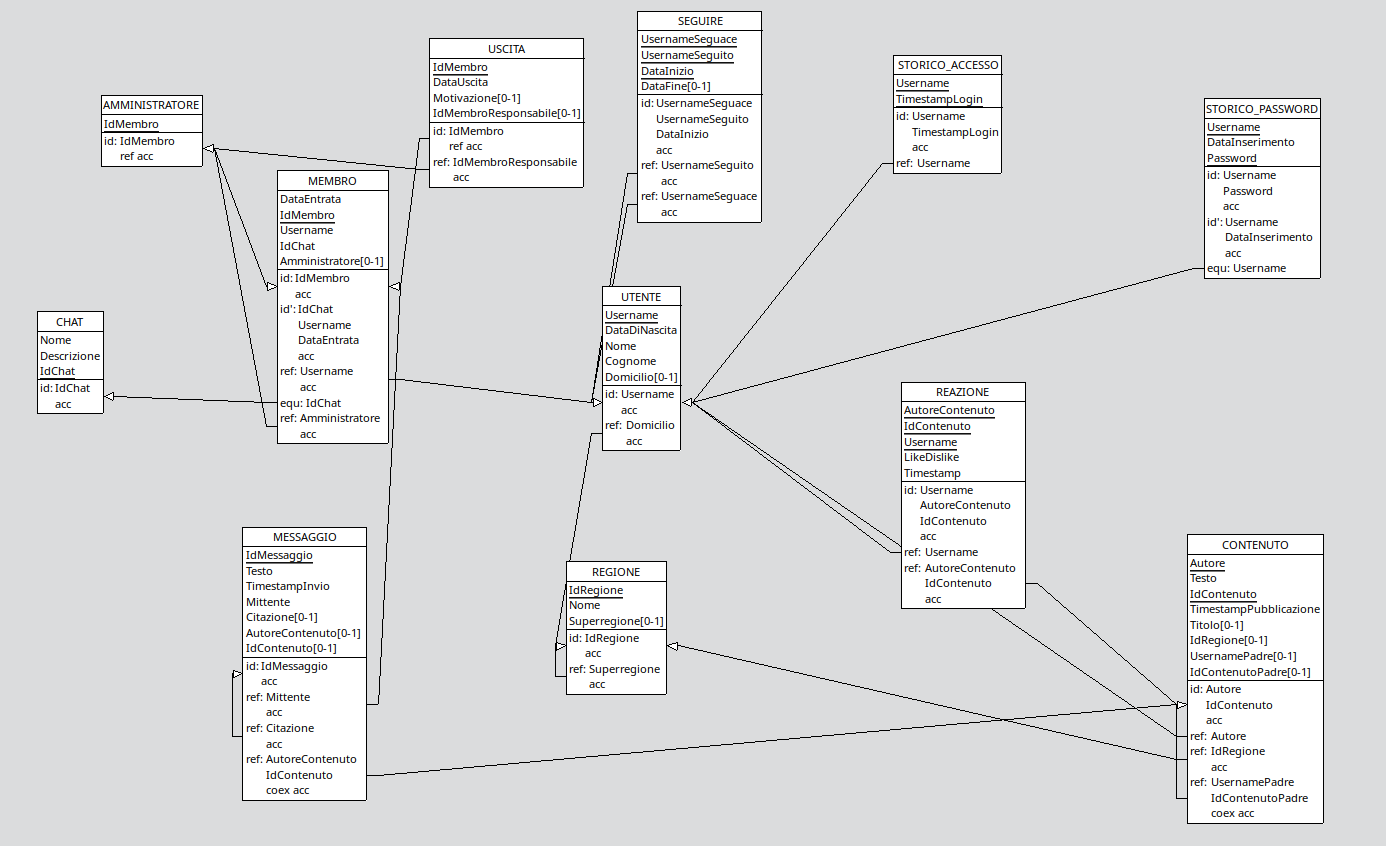 SEGUIRE
UsernameSeguace
UsernameSeguito
DataInizio
DataFine[0-1]
id: UsernameSeguace
UsernameSeguito
DataInizio
acc
ref: UsernameSeguito
acc
ref: UsernameSeguace
acc
USCITA
IdMembro
DataUscita
Motivazione[0-1]
IdMembroResponsabile[0-1]
id: IdMembro
ref acc
ref: IdMembroResponsabile
acc
STORICO_ACCESSO
Username
TimestampLogin
id: Username
TimestampLogin
acc
ref: Username
AMMINISTRATORE
IdMembro
id: IdMembro
ref acc
STORICO_PASSWORD
Username
DataInserimento
Password
id: Username
Password
acc
id': Username
DataInserimento
acc
equ: Username
MEMBRO
DataEntrata
IdMembro
Username
IdChat
Amministratore[0-1]
id: IdMembro
acc
id': IdChat
Username
DataEntrata
acc
ref: Username
acc
equ: IdChat
ref: Amministratore
acc
UTENTE
Username
DataDiNascita
Nome
Cognome
Domicilio[0-1]
id: Username
acc
ref: Domicilio
acc
CHAT
Nome
Descrizione
IdChat
id: IdChat
acc
REAZIONE
AutoreContenuto
IdContenuto
Username
LikeDislike
Timestamp
id: Username
AutoreContenuto
IdContenuto
acc
ref: Username
ref: AutoreContenuto
IdContenuto
acc
MESSAGGIO
IdMessaggio
Testo
TimestampInvio
Mittente
Citazione[0-1]
AutoreContenuto[0-1]
IdContenuto[0-1]
id: IdMessaggio
acc
ref: Mittente
acc
ref: Citazione
acc
ref: AutoreContenuto
IdContenuto
coex acc
REGIONE
IdRegione
Nome
Superregione[0-1]
id: IdRegione
acc
ref: Superregione
acc
CONTENUTO
Autore
Testo
IdContenuto
TimestampPubblicazione
Titolo[0-1]
IdRegione[0-1]
UsernamePadre[0-1]
IdContenutoPadre[0-1]
id: Autore
IdContenuto
acc
ref: Autore
ref: IdRegione
acc
ref: UsernamePadre
IdContenutoPadre
coex acc